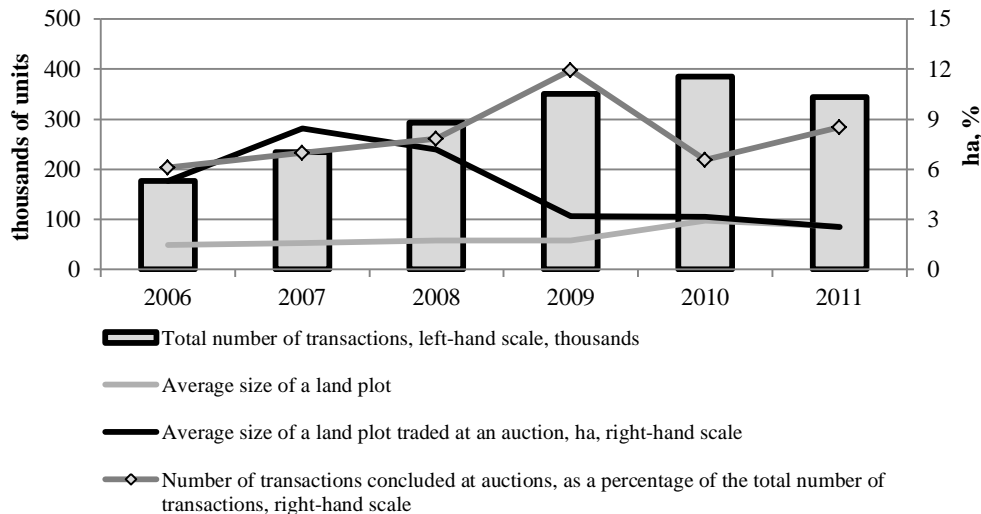 500
400
300
200
100
0
15
12
9
6
3
0
thousands of units
ha, %
2006 2007 2008 2009 2010 2011
Total number of transactions, left-hand scale, thousands
Average size of a land plot
Average size of a land plot traded at an auction, ha, right-hand scale
Number of transactions concluded at auctions, as a percentage of the total number of
transactions, right-hand scale